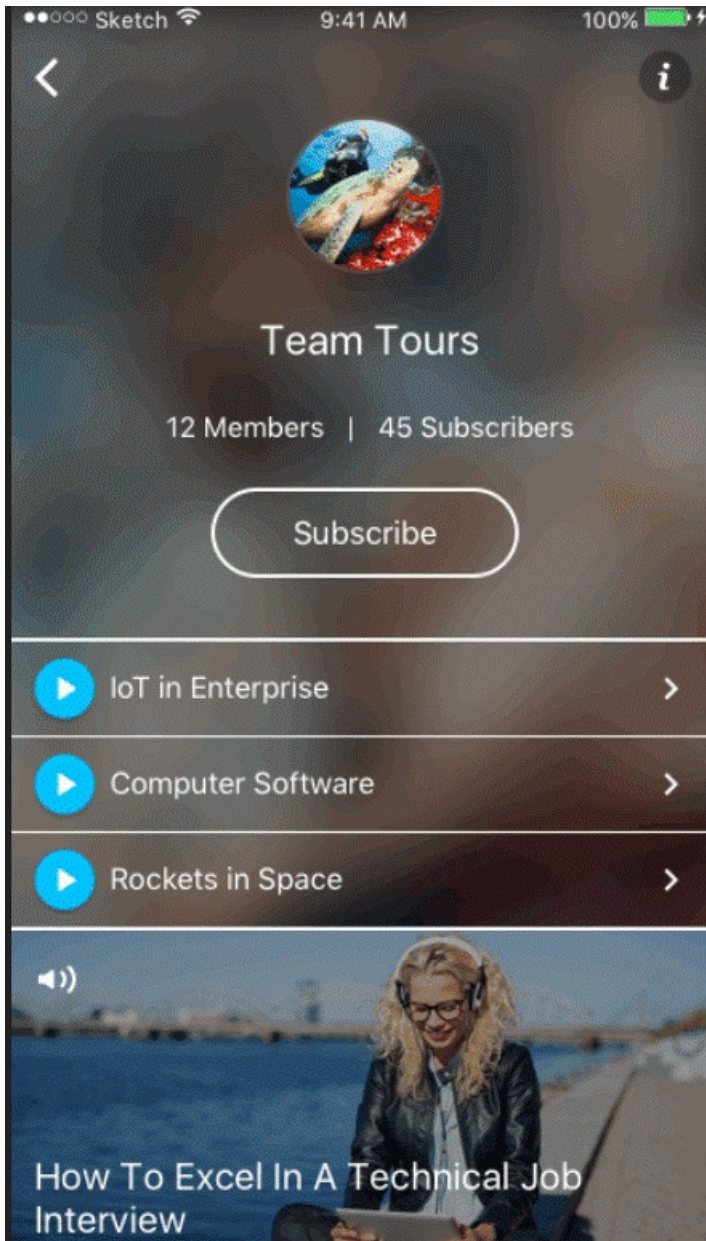 Sketch 9:41 AM 100%
i
Team Tours
12 Members | 45 Subscribers
Subscribe
IoT in Enterprise
Computer Software
Rockets in Space
How To Excel In A Technical Job
Interview